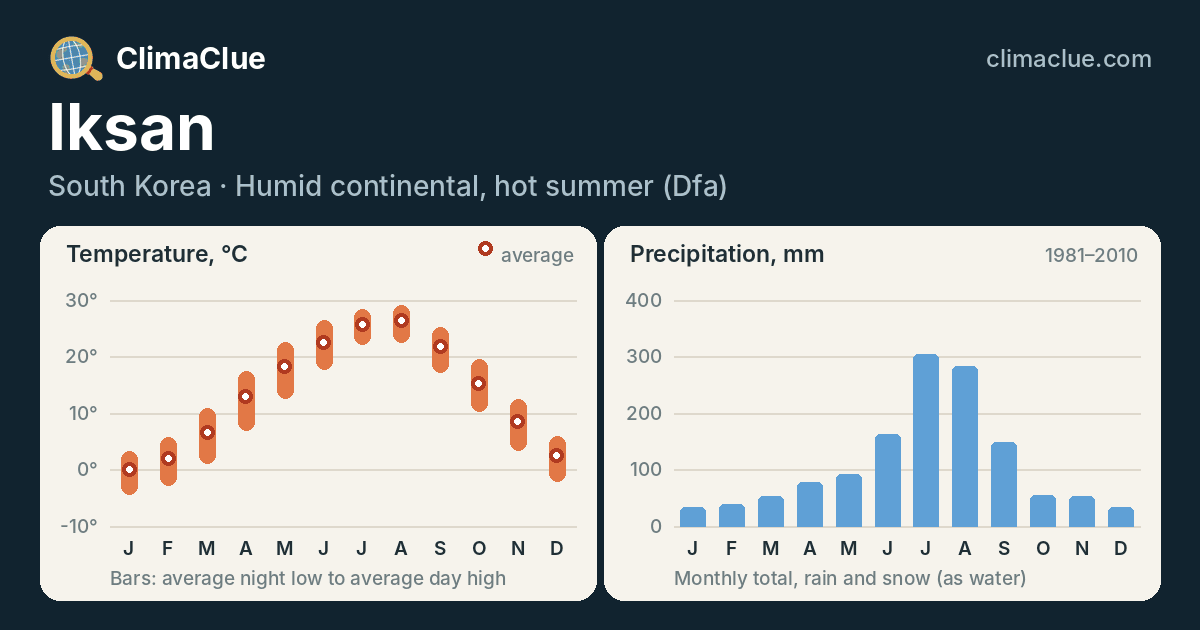 ClimaClue
climaclue.com
Iksan
South Korea · Humid continental, hot summer (Dfa)
Temperature, °C
average
30°
20°
10°
0°
-10°
J F M A M J J A S O N D
Bars: average night low to average day high
Precipitation, mm
1981–2010
400
300
200
100
0
J F M A M J J A S O N D
Monthly total, rain and snow (as water)